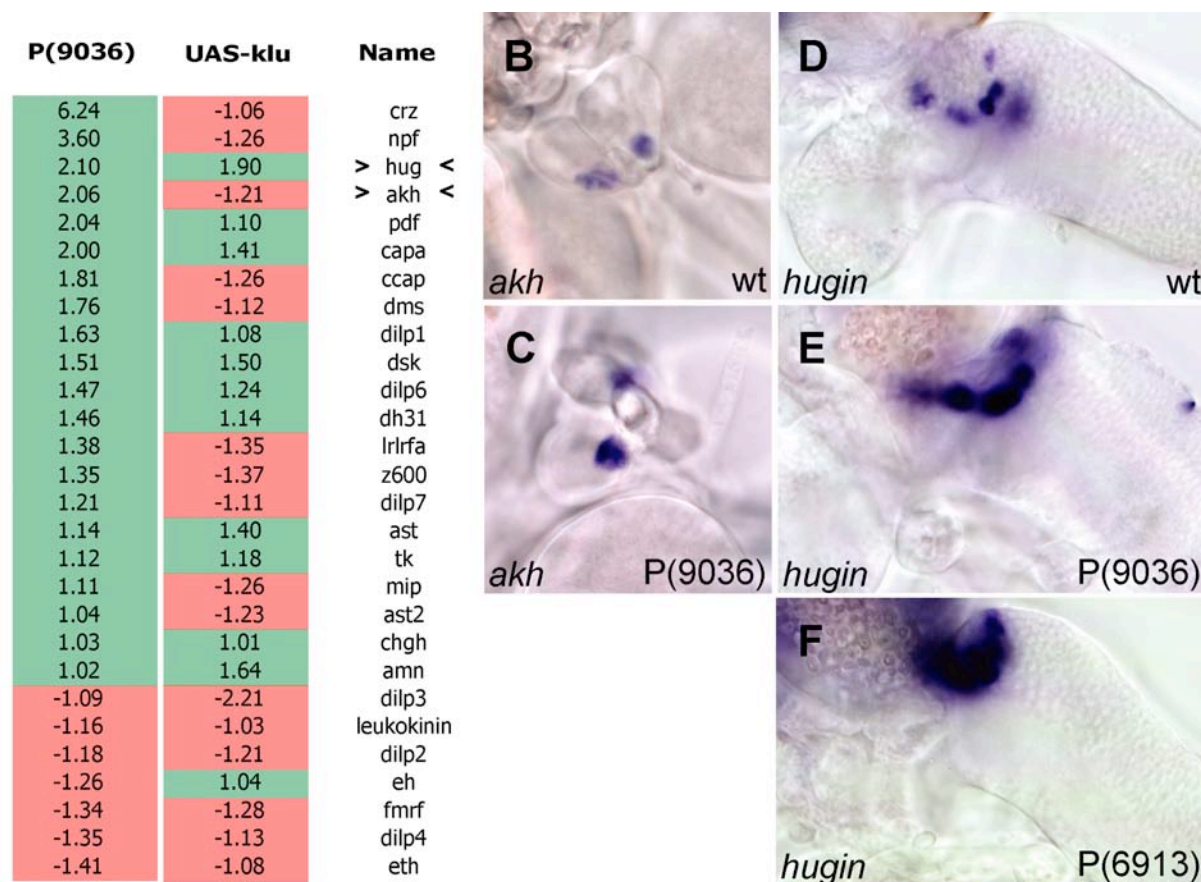 P(9036) UAS-klu Name
6.24 -1.06 crz
3.60 -1.26 npf
2.10 1.90 > hug <
2.06 -1.21 > akh <
2.04 1.10 pdf
2.00 1.41 capa
1.81 -1.26 ccap
1.76 -1.12 dms
1.63 1.08 dilp1
1.51 1.50 dsk
1.47 1.24 dilp6
1.46 1.14 dh31
1.38 -1.35 lrlrfa
1.35 -1.37 z600
1.21 -1.11 dilp7
1.14 1.40 ast
1.12 1.18 tk
1.11 -1.26 mip
1.04 -1.23 ast2
1.03 1.01 chgh
1.02 1.64 amn
-1.09 -2.21 dilp3
-1.16 -1.03 leukokinin
-1.18 -1.21 dilp2
-1.26 1.04 eh
-1.34 -1.28 fmrf
-1.35 -1.13 dilp4
-1.41 -1.08 eth
B
akh wt
C
akh P(9036)
D
hugin wt
E
hugin P(9036)
F
hugin P(6913)